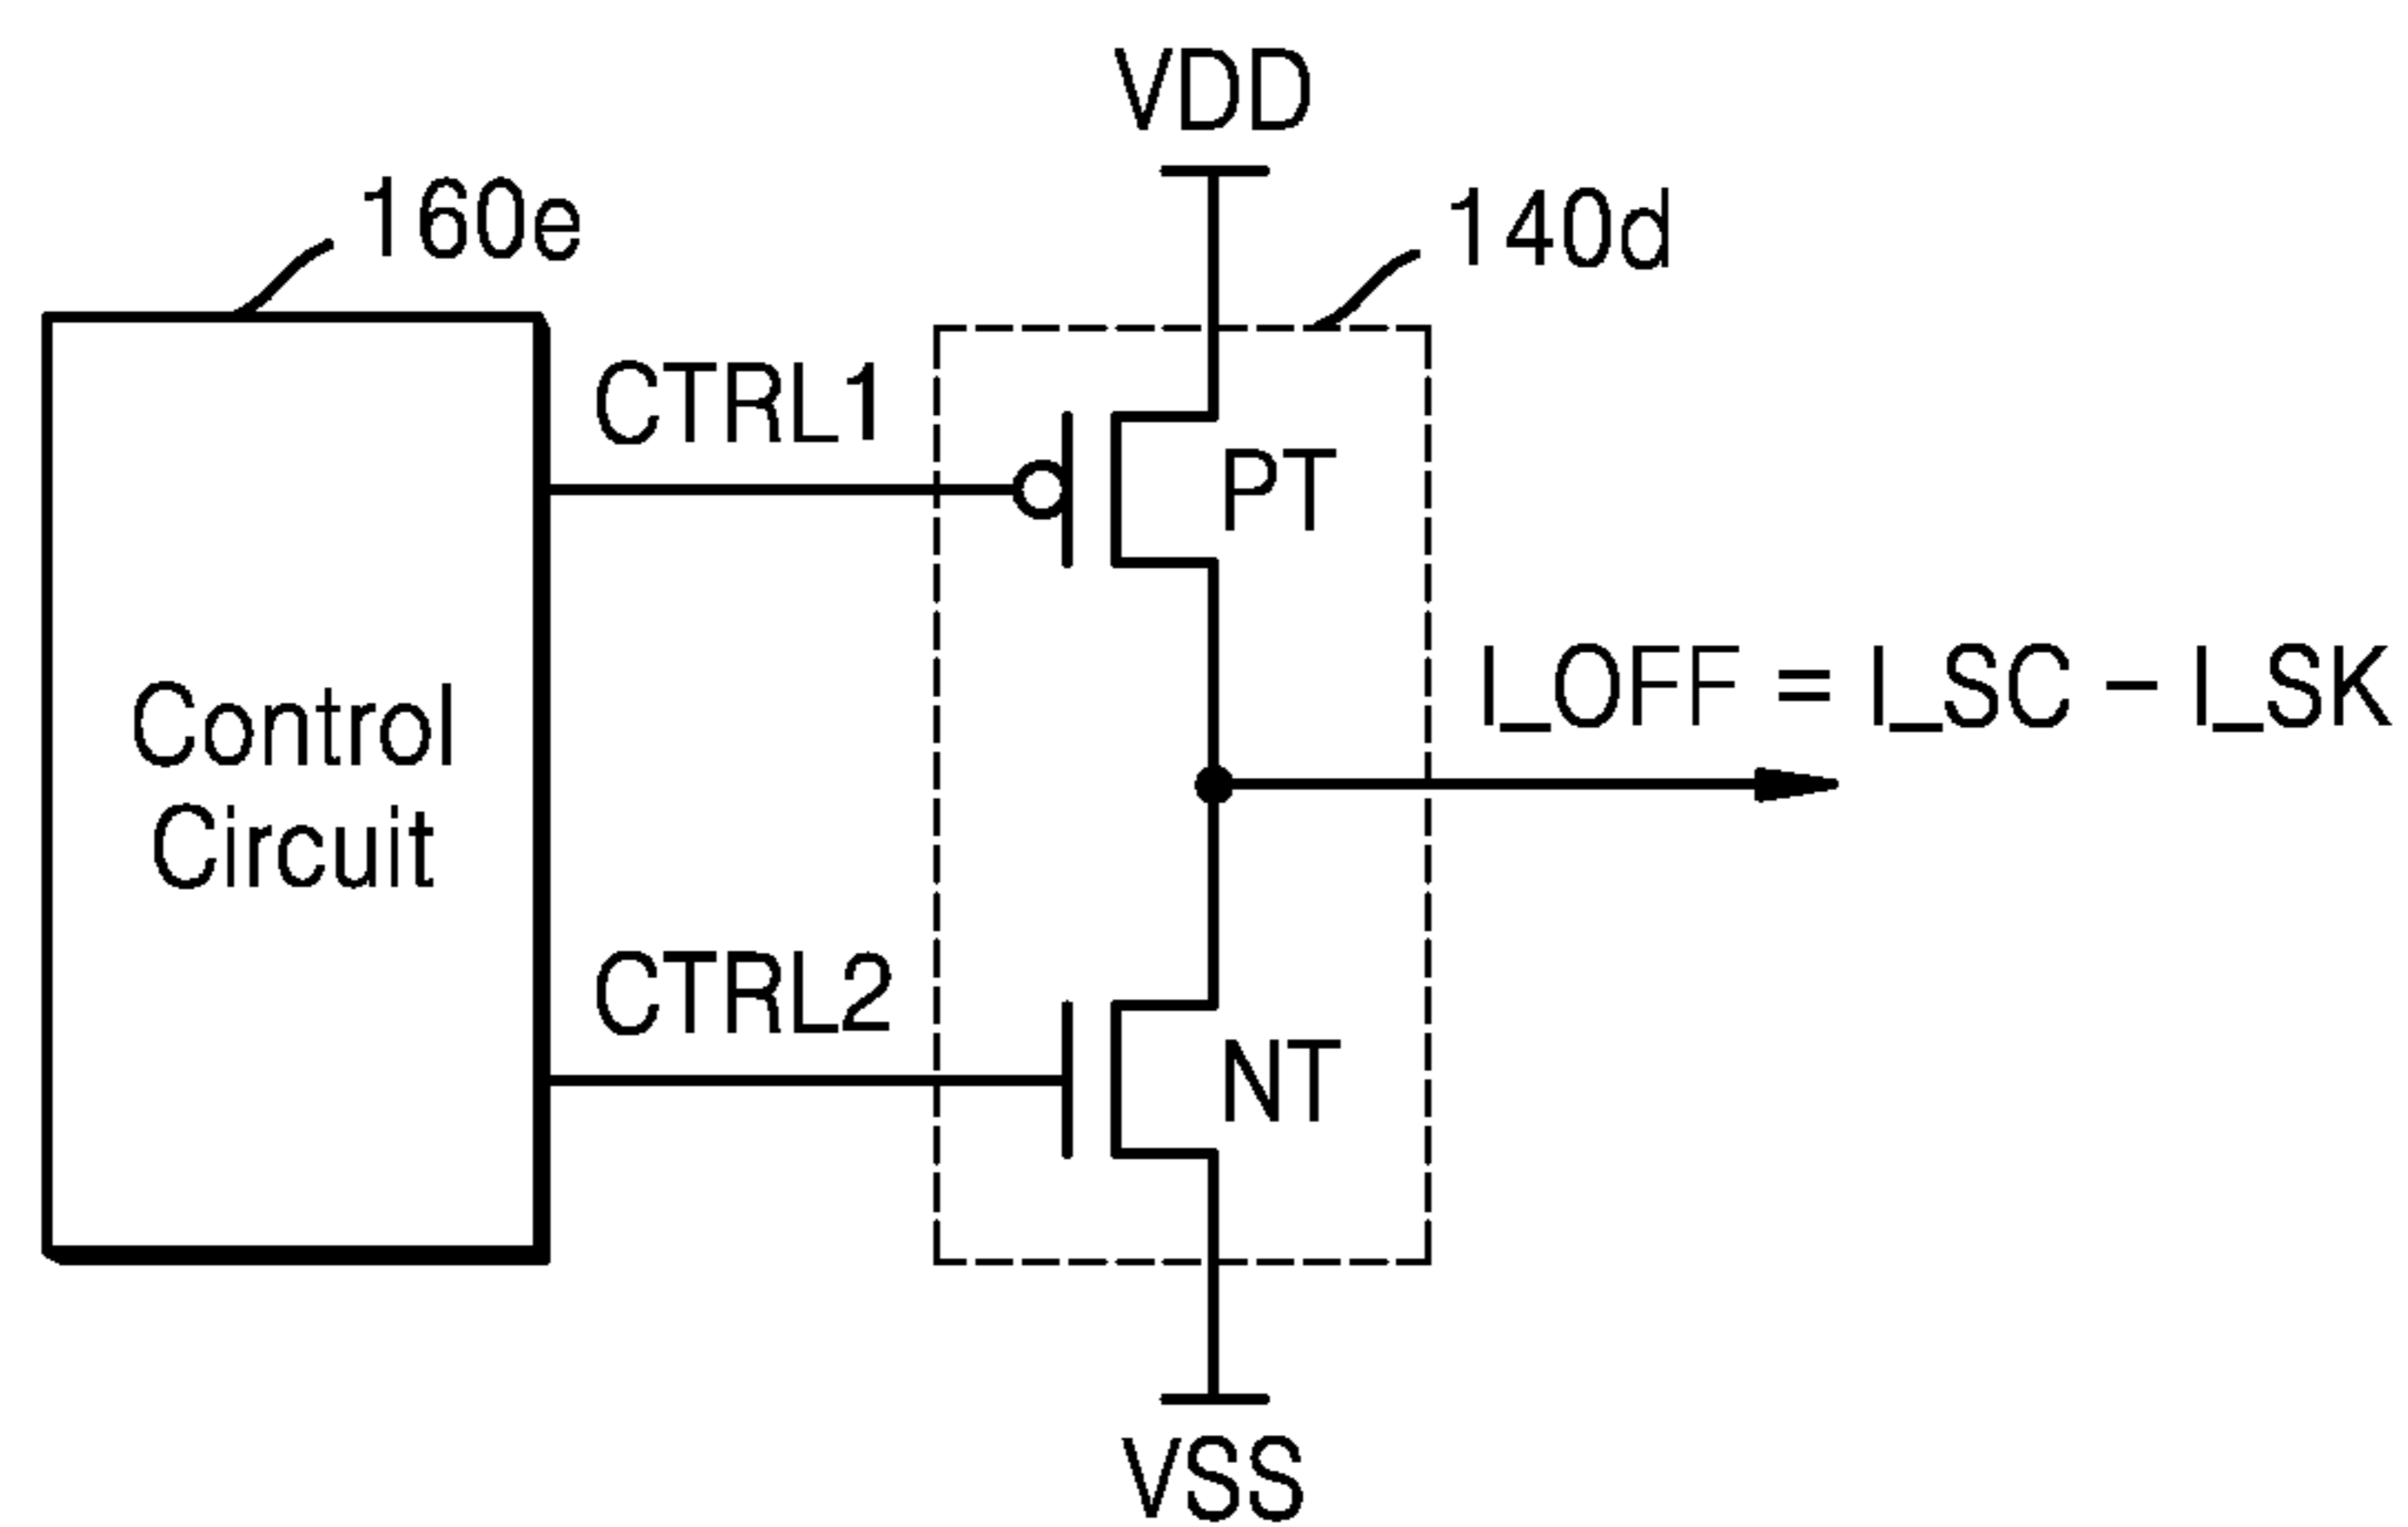 VDD
160e
140d
CTRL1
PT
I_OFF = I_SC – I_SK
Control
Circuit
CTRL2
NT
VSS